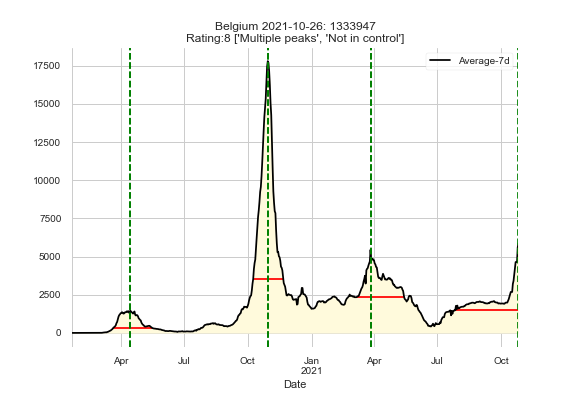 Belgium 2021-10-26: 1333947
Rating:8 ['Multiple peaks', 'Not in control']
Average-7d
17500
15000
12500
10000
7500
5000
2500
0
Apr Jul Oct Jan Apr Jul Oct
2021
Date